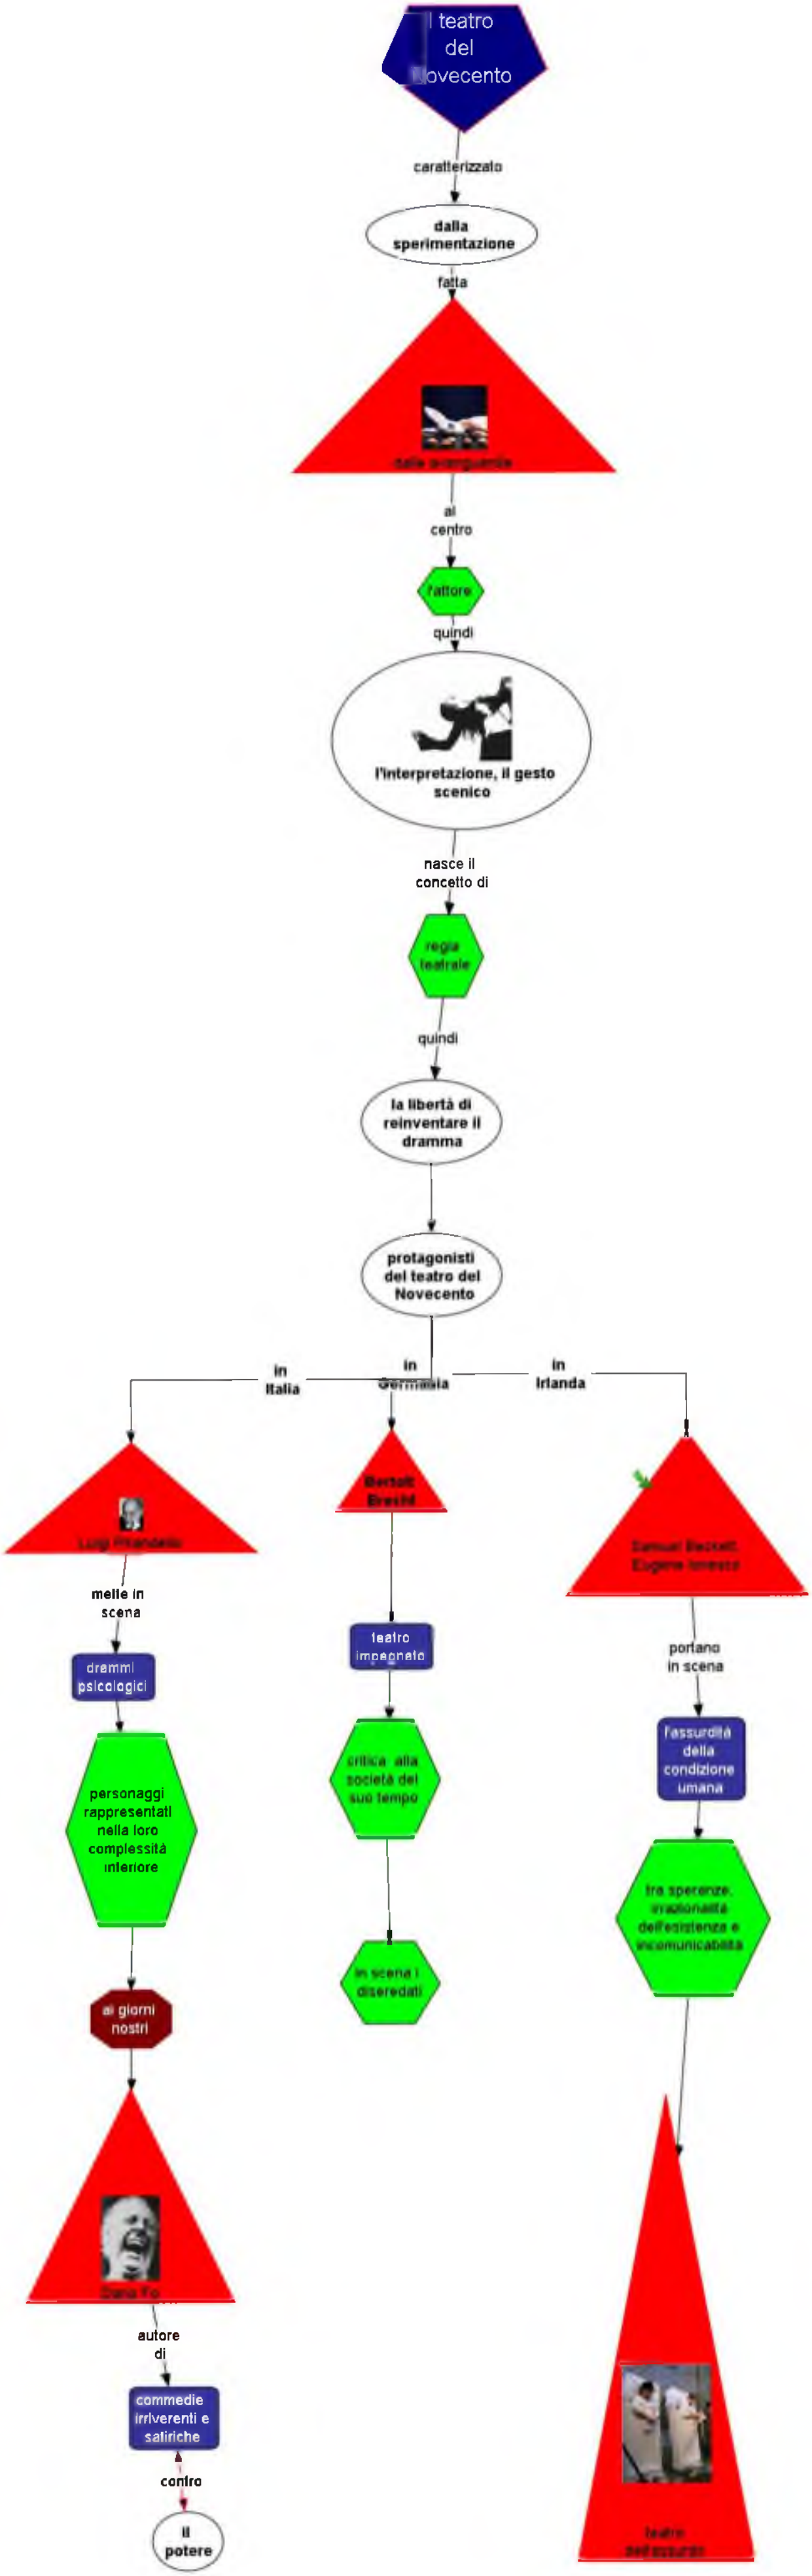 Il teatro
del
Novecento
caratterizzato
dalla
sperimentazione
fatta
dalle avanguardie
al
centro
l'attore
quindi
l'interpretazione, il gesto
scenico
nasce il
concetto di
regia
teatrale
quindi
la libertà di
reinventare il
dramma
protagonisti
del teatro del
Novecento
in
Italia
in
Germania
in
Irlanda
Luigi Pirandello
mette in
scena
drammi
psicologici
personaggi
rappresentati
nella loro
complessità
interiore
ai giorni
nostri
Dario Fo
autore
di
commedie
irriverenti e
satiriche
contro
il
potere
Bertolt
Brecht
teatro
impegnato
critica alla
società del
suo tempo
in scena i
diseredati
Samuel Beckett,
Eugene Ionesco
portano
in scena
l'assurdità
della
condizione
umana
tra speranze,
irrazionalità
dell'esistenza e
incomunicabilità
teatro
dell'assurdo